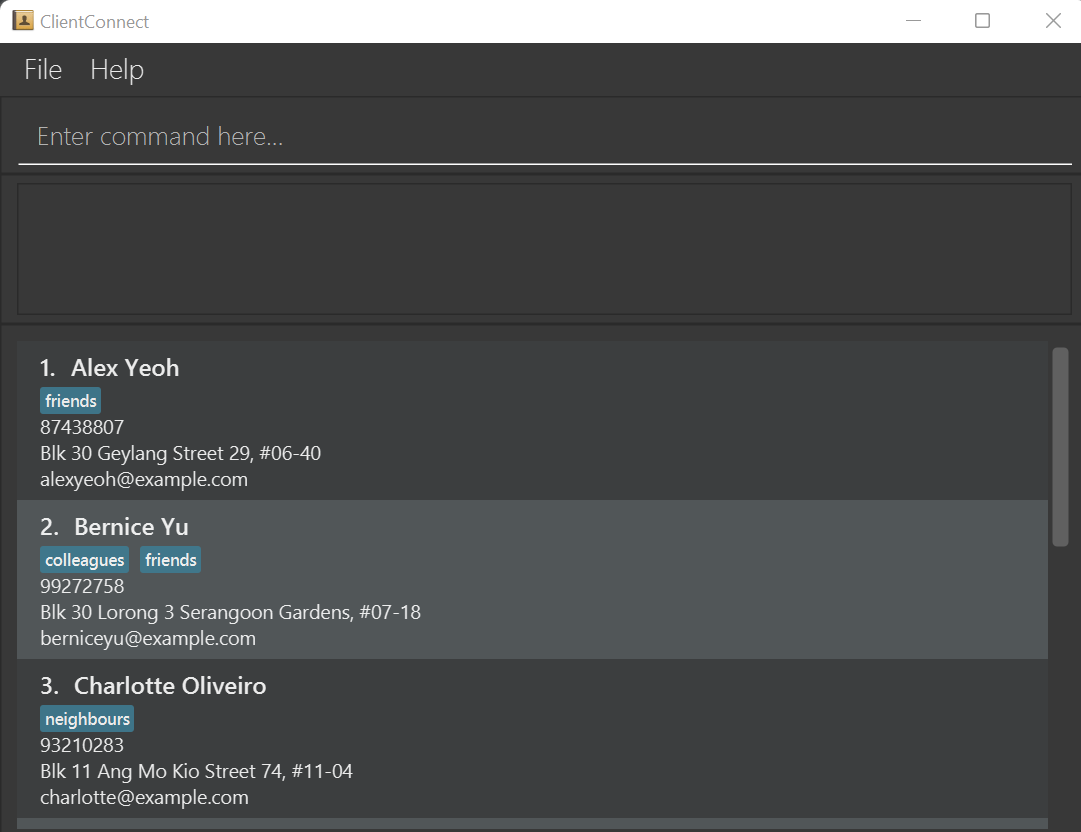 ClientConnect
File Help
Enter command here...
1. Alex Yeoh
friends
87438807
Blk 30 Geylang Street 29, #06-40
alexyeoh@example.com
2. Bernice Yu
colleagues friends
99272758
Blk 30 Lorong 3 Serangoon Gardens, #07-18
berniceyu@example.com
3. Charlotte Oliveiro
neighbours
93210283
Blk 11 Ang Mo Kio Street 74, #11-04
charlotte@example.com